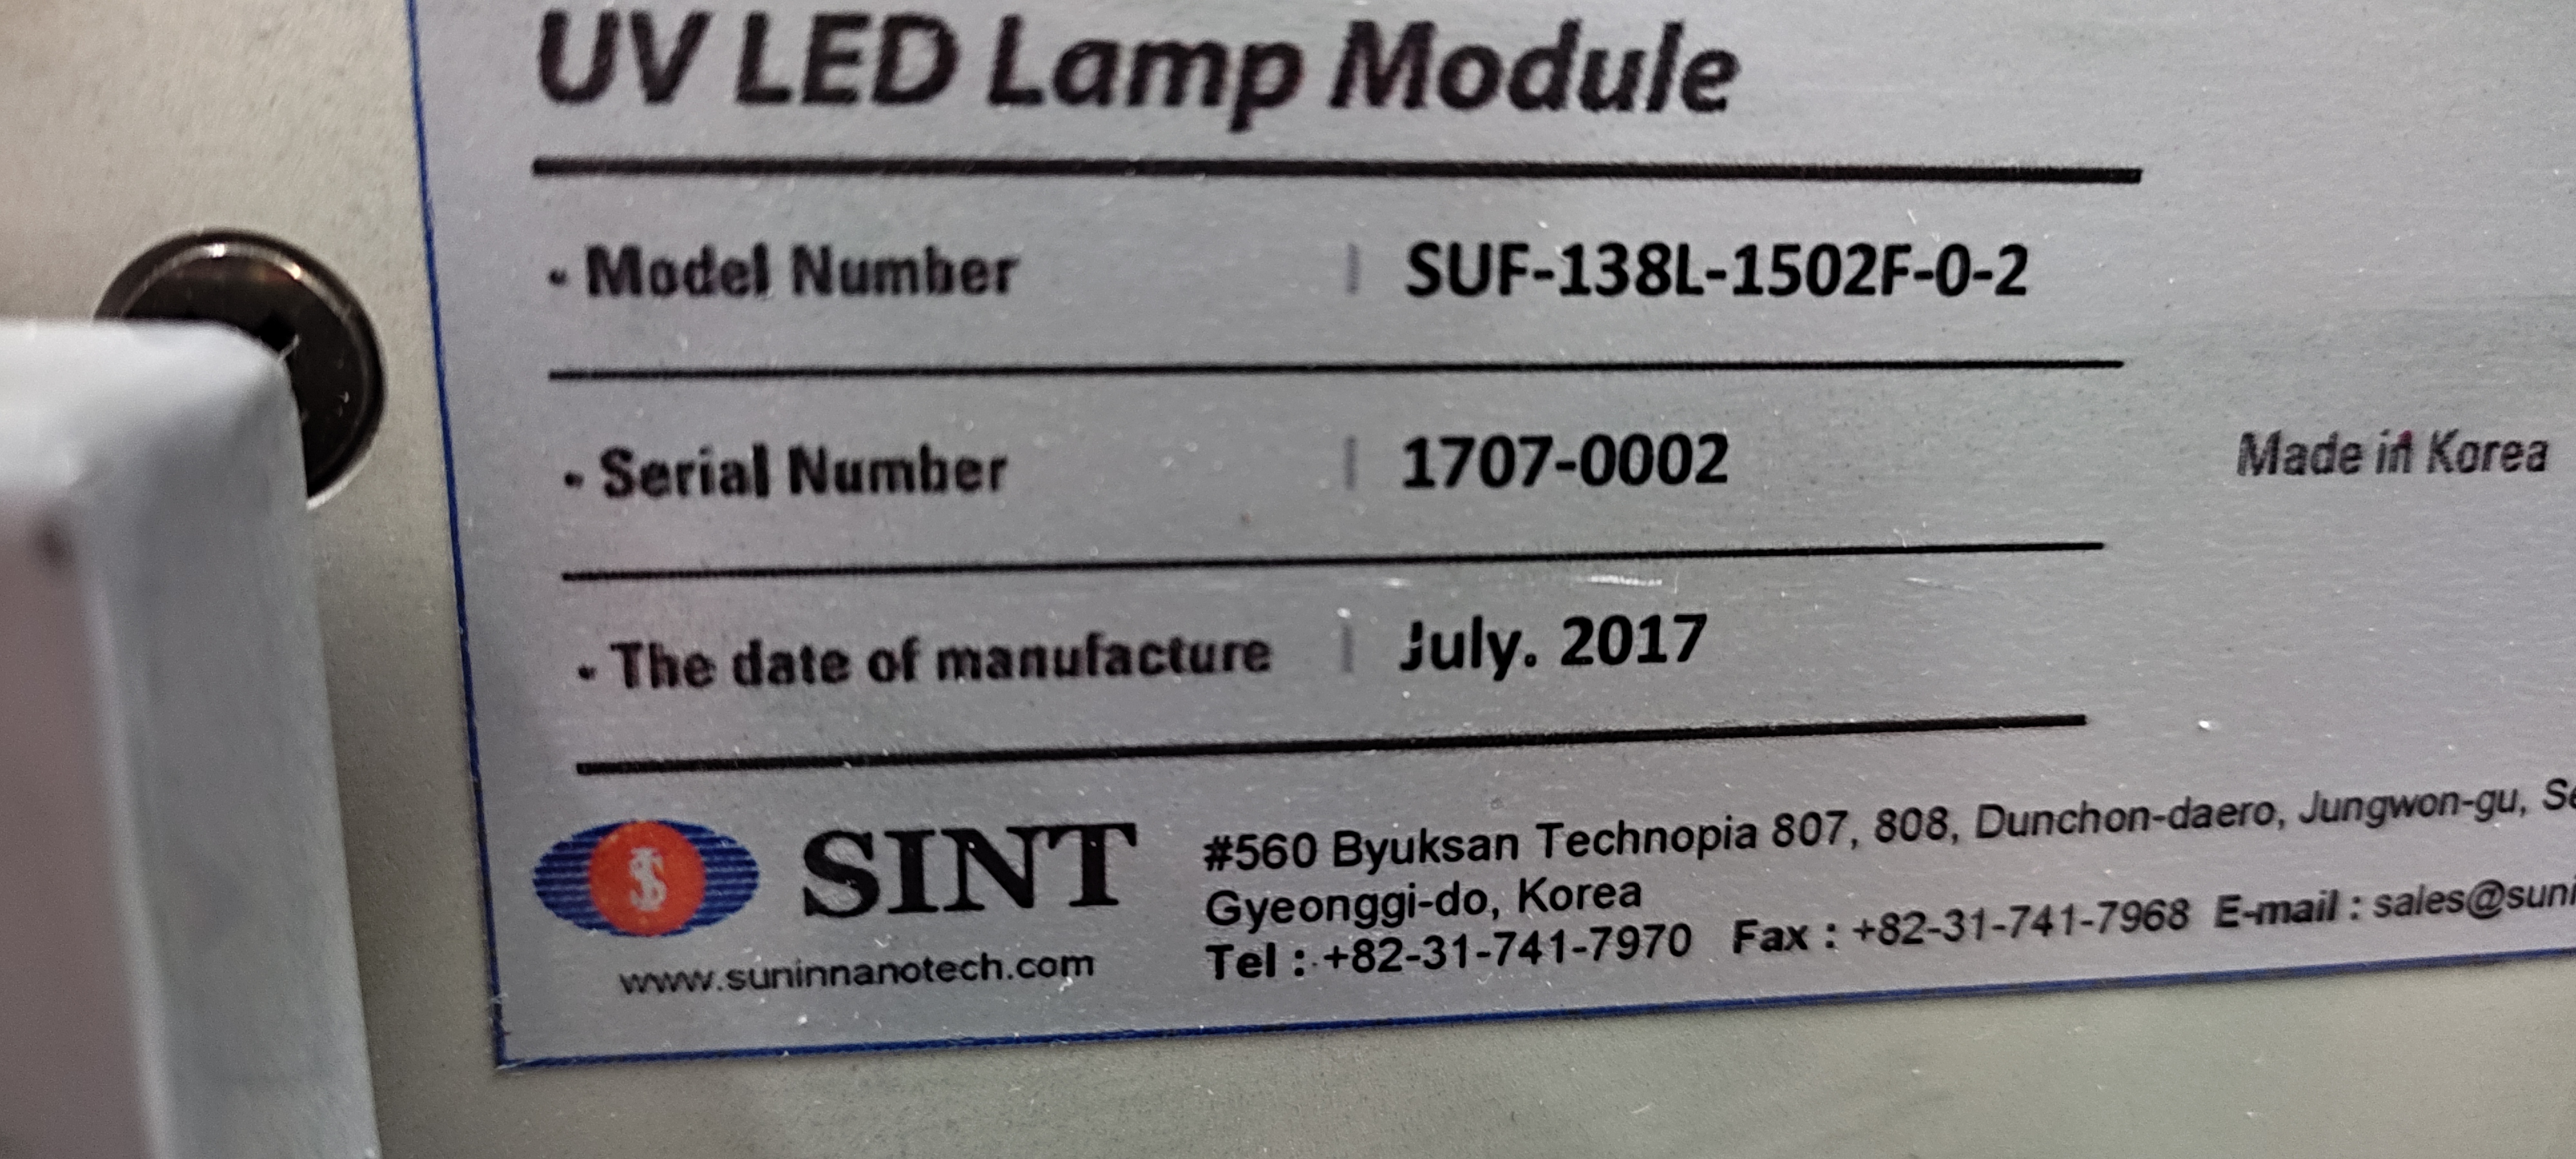 UV LED Lamp Module
• Model Number | SUF-138L-1502F-0-2
• Serial Number | 1707-0002
Made in Korea
• The date of manufacture | July. 2017
SINT
www.suninnanotech.com
#560 Byuksan Technopia 807, 808, Dunchon-daero, Jungwon-gu,
Gyeonggi-do, Korea
Tel : +82-31-741-7970 Fax : +82-31-741-7968 E-mail :